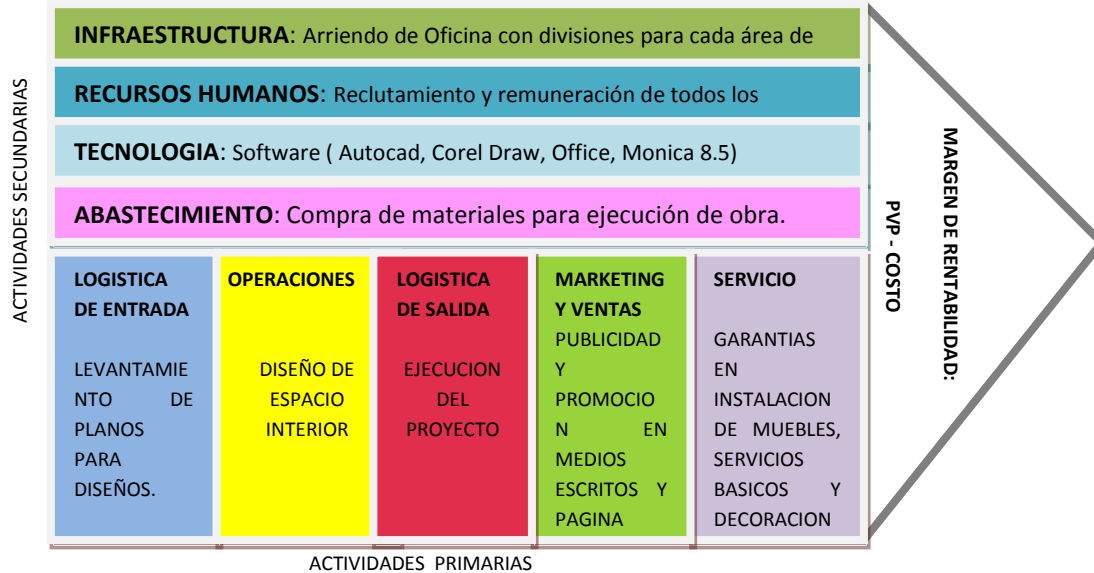 ACTIVIDADES SECUNDARIAS
INFRAESTRUCTURA: Arriendo de Oficina con divisiones para cada área de
RECURSOS HUMANOS: Reclutamiento y remuneración de todos los
TECNOLOGIA: Software ( Autocad, Corel Draw, Office, Monica 8.5)
ABASTECIMIENTO: Compra de materiales para ejecución de obra.
LOGISTICA
DE ENTRADA
LEVANTAMIE
NTO DE
PLANOS
PARA
DISEÑOS.
OPERACIONES
DISEÑO DE
ESPACIO
INTERIOR
LOGISTICA
DE SALIDA
EJECUCION
DEL
PROYECTO
MARKETING
Y VENTAS
PUBLICIDAD
Y
PROMOCIO
N EN
MEDIOS
ESCRITOS Y
PAGINA
SERVICIO
GARANTIAS
EN
INSTALACION
DE MUEBLES,
SERVICIOS
BASICOS Y
DECORACION
MARGEN DE RENTABILIDAD:
PVP - COSTO
ACTIVIDADES PRIMARIAS